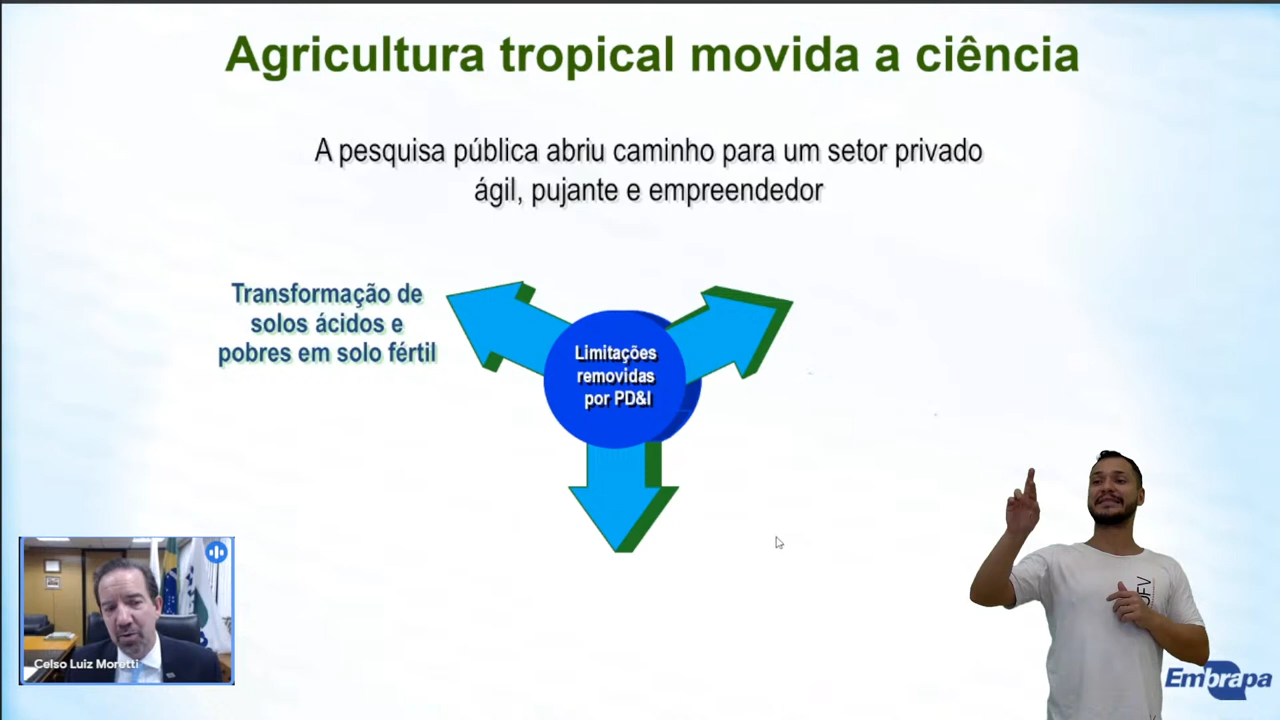 Agricultura tropical movida a ciência
A pesquisa pública abriu caminho para um setor privado
ágil, pujante e empreendedor
Transformação de
solos ácidos e
pobres em solo fértil
Limitações
removidas
por PD&I
Celso Luiz Moretti
UFV
Embrapa